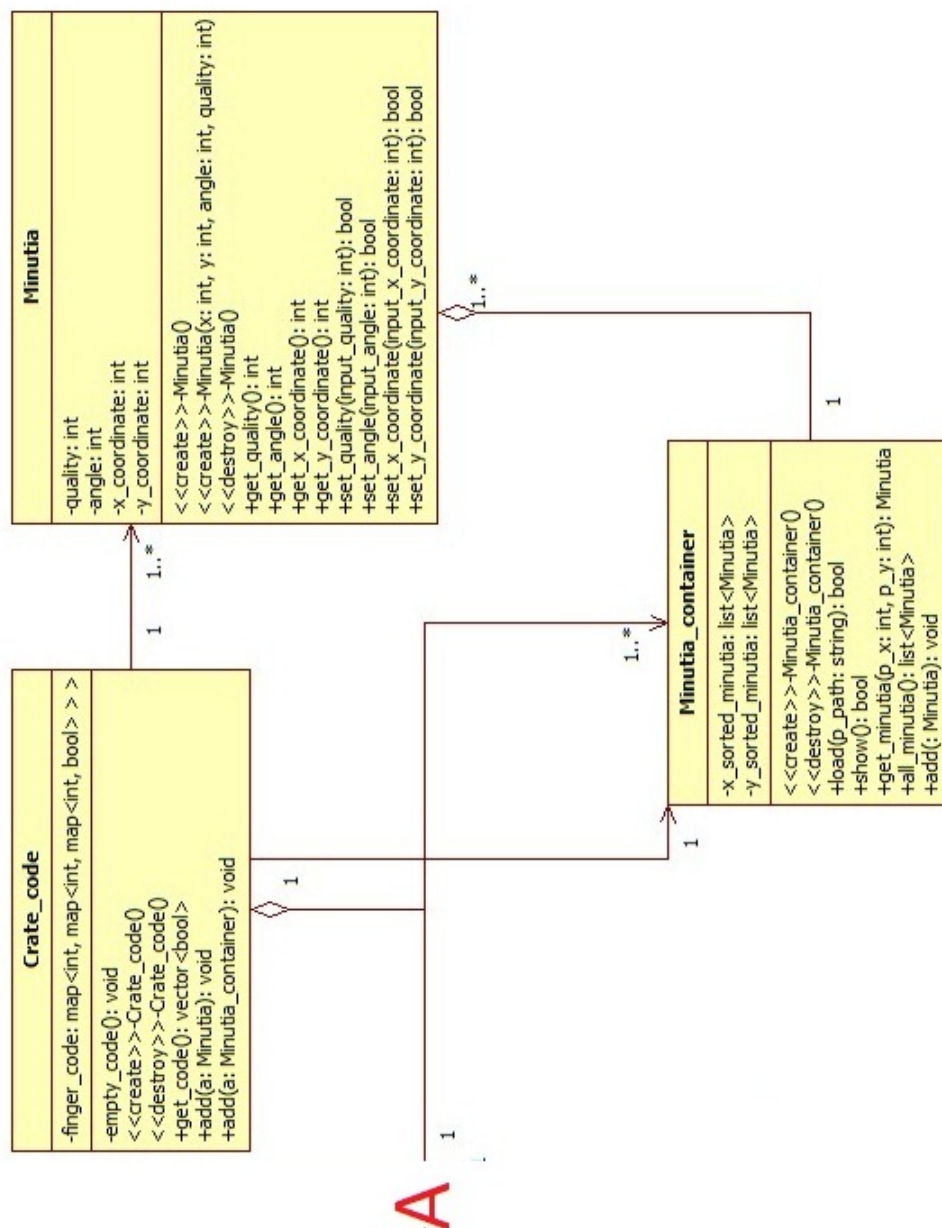 Crate_code
-finger_code: map<int, map<int, map<int, bool> > >
-empty_code(): void
<<create>>-Crate_code()
<<destroy>>-Crate_code()
+get_code(): vector<bool>
+add(a: Minutia): void
+add(a: Minutia_container): void
1
1..*
Minutia
-quality: int
-angle: int
-x_coordinate: int
-y_coordinate: int
<<create>>-Minutia()
<<create>>-Minutia(x: int, y: int, angle: int, quality: int)
<<destroy>>-Minutia()
+get_quality(): int
+get_angle(): int
+get_x_coordinate(): int
+get_y_coordinate(): int
+set_quality(input_quality: int): bool
+set_angle(input_angle: int): bool
+set_x_coordinate(input_x_coordinate: int): bool
+set_y_coordinate(input_y_coordinate: int): bool
1
1..*
1
1..*
1
1
Minutia_container
-x_sorted_minutia: list<Minutia>
-y_sorted_minutia: list<Minutia>
<<create>>-Minutia_container()
<<destroy>>-Minutia_container()
+load(p_path: string): bool
+show(): bool
+get_minutia(p_x: int, p_y: int): Minutia
+all_minutia(): list<Minutia>
+add(: Minutia): void
A